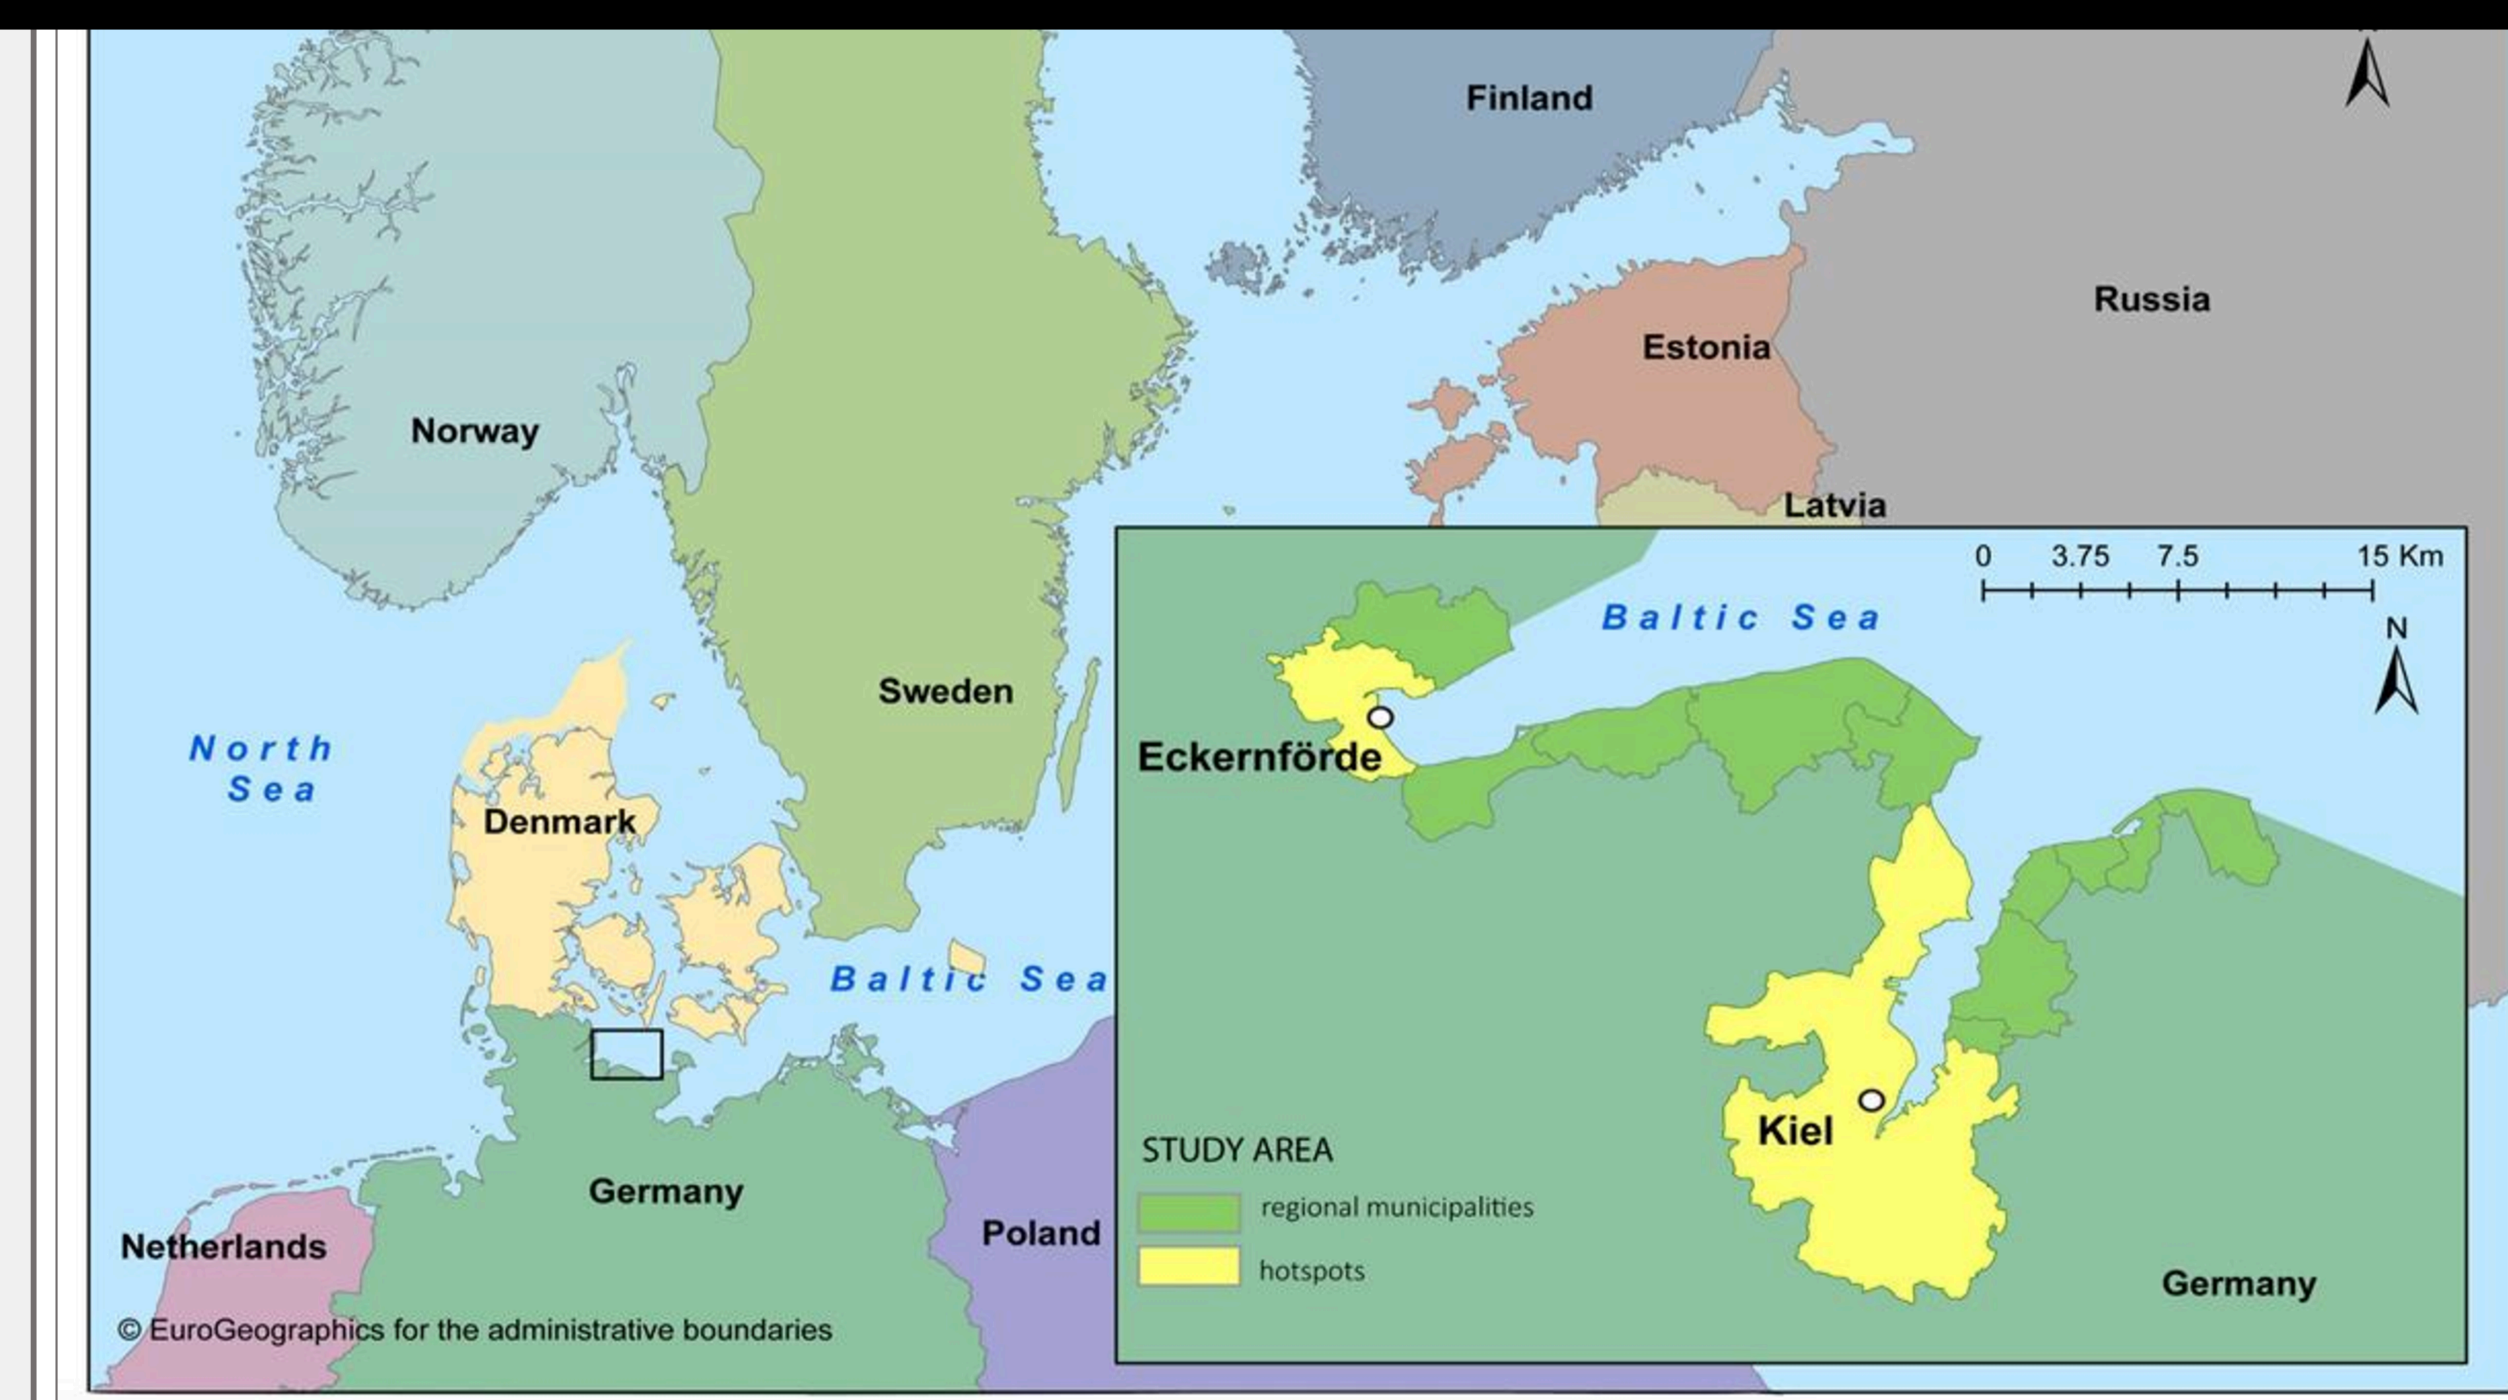 Finland
Russia
Estonia
Norway
Latvia
0 3.75 7.5 15 Km
Baltic Sea
N
Sweden
North
Sea
Eckernförde
Denmark
Baltic Sea
Kiel
STUDY AREA
regional municipalities
hotspots
Germany
Germany
Poland
Netherlands
© EuroGeographics for the administrative boundaries